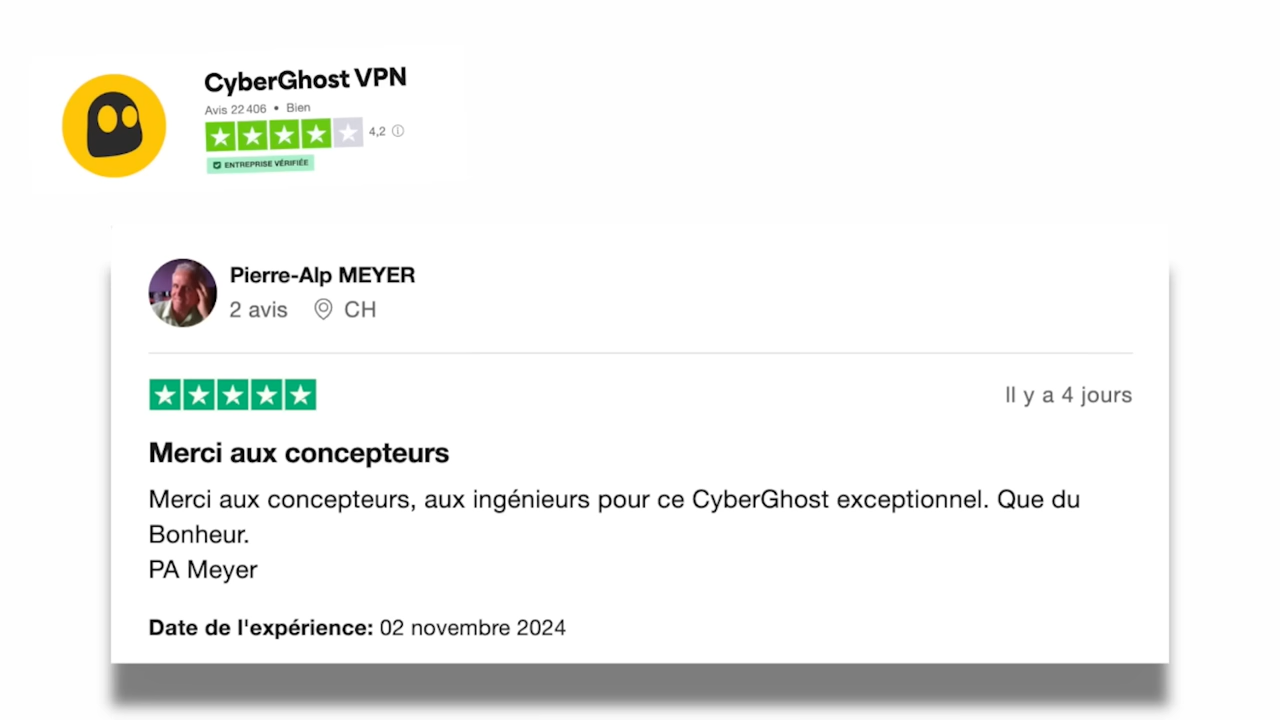 CyberGhost VPN
Avis 22 406 • Bien
4,2
ENTREPRISE VÉRIFIÉE
Pierre-Alp MEYER
2 avis CH
Il y a 4 jours
Merci aux concepteurs
Merci aux concepteurs, aux ingénieurs pour ce CyberGhost exceptionnel. Que du
Bonheur.
PA Meyer
Date de l'expérience: 02 novembre 2024